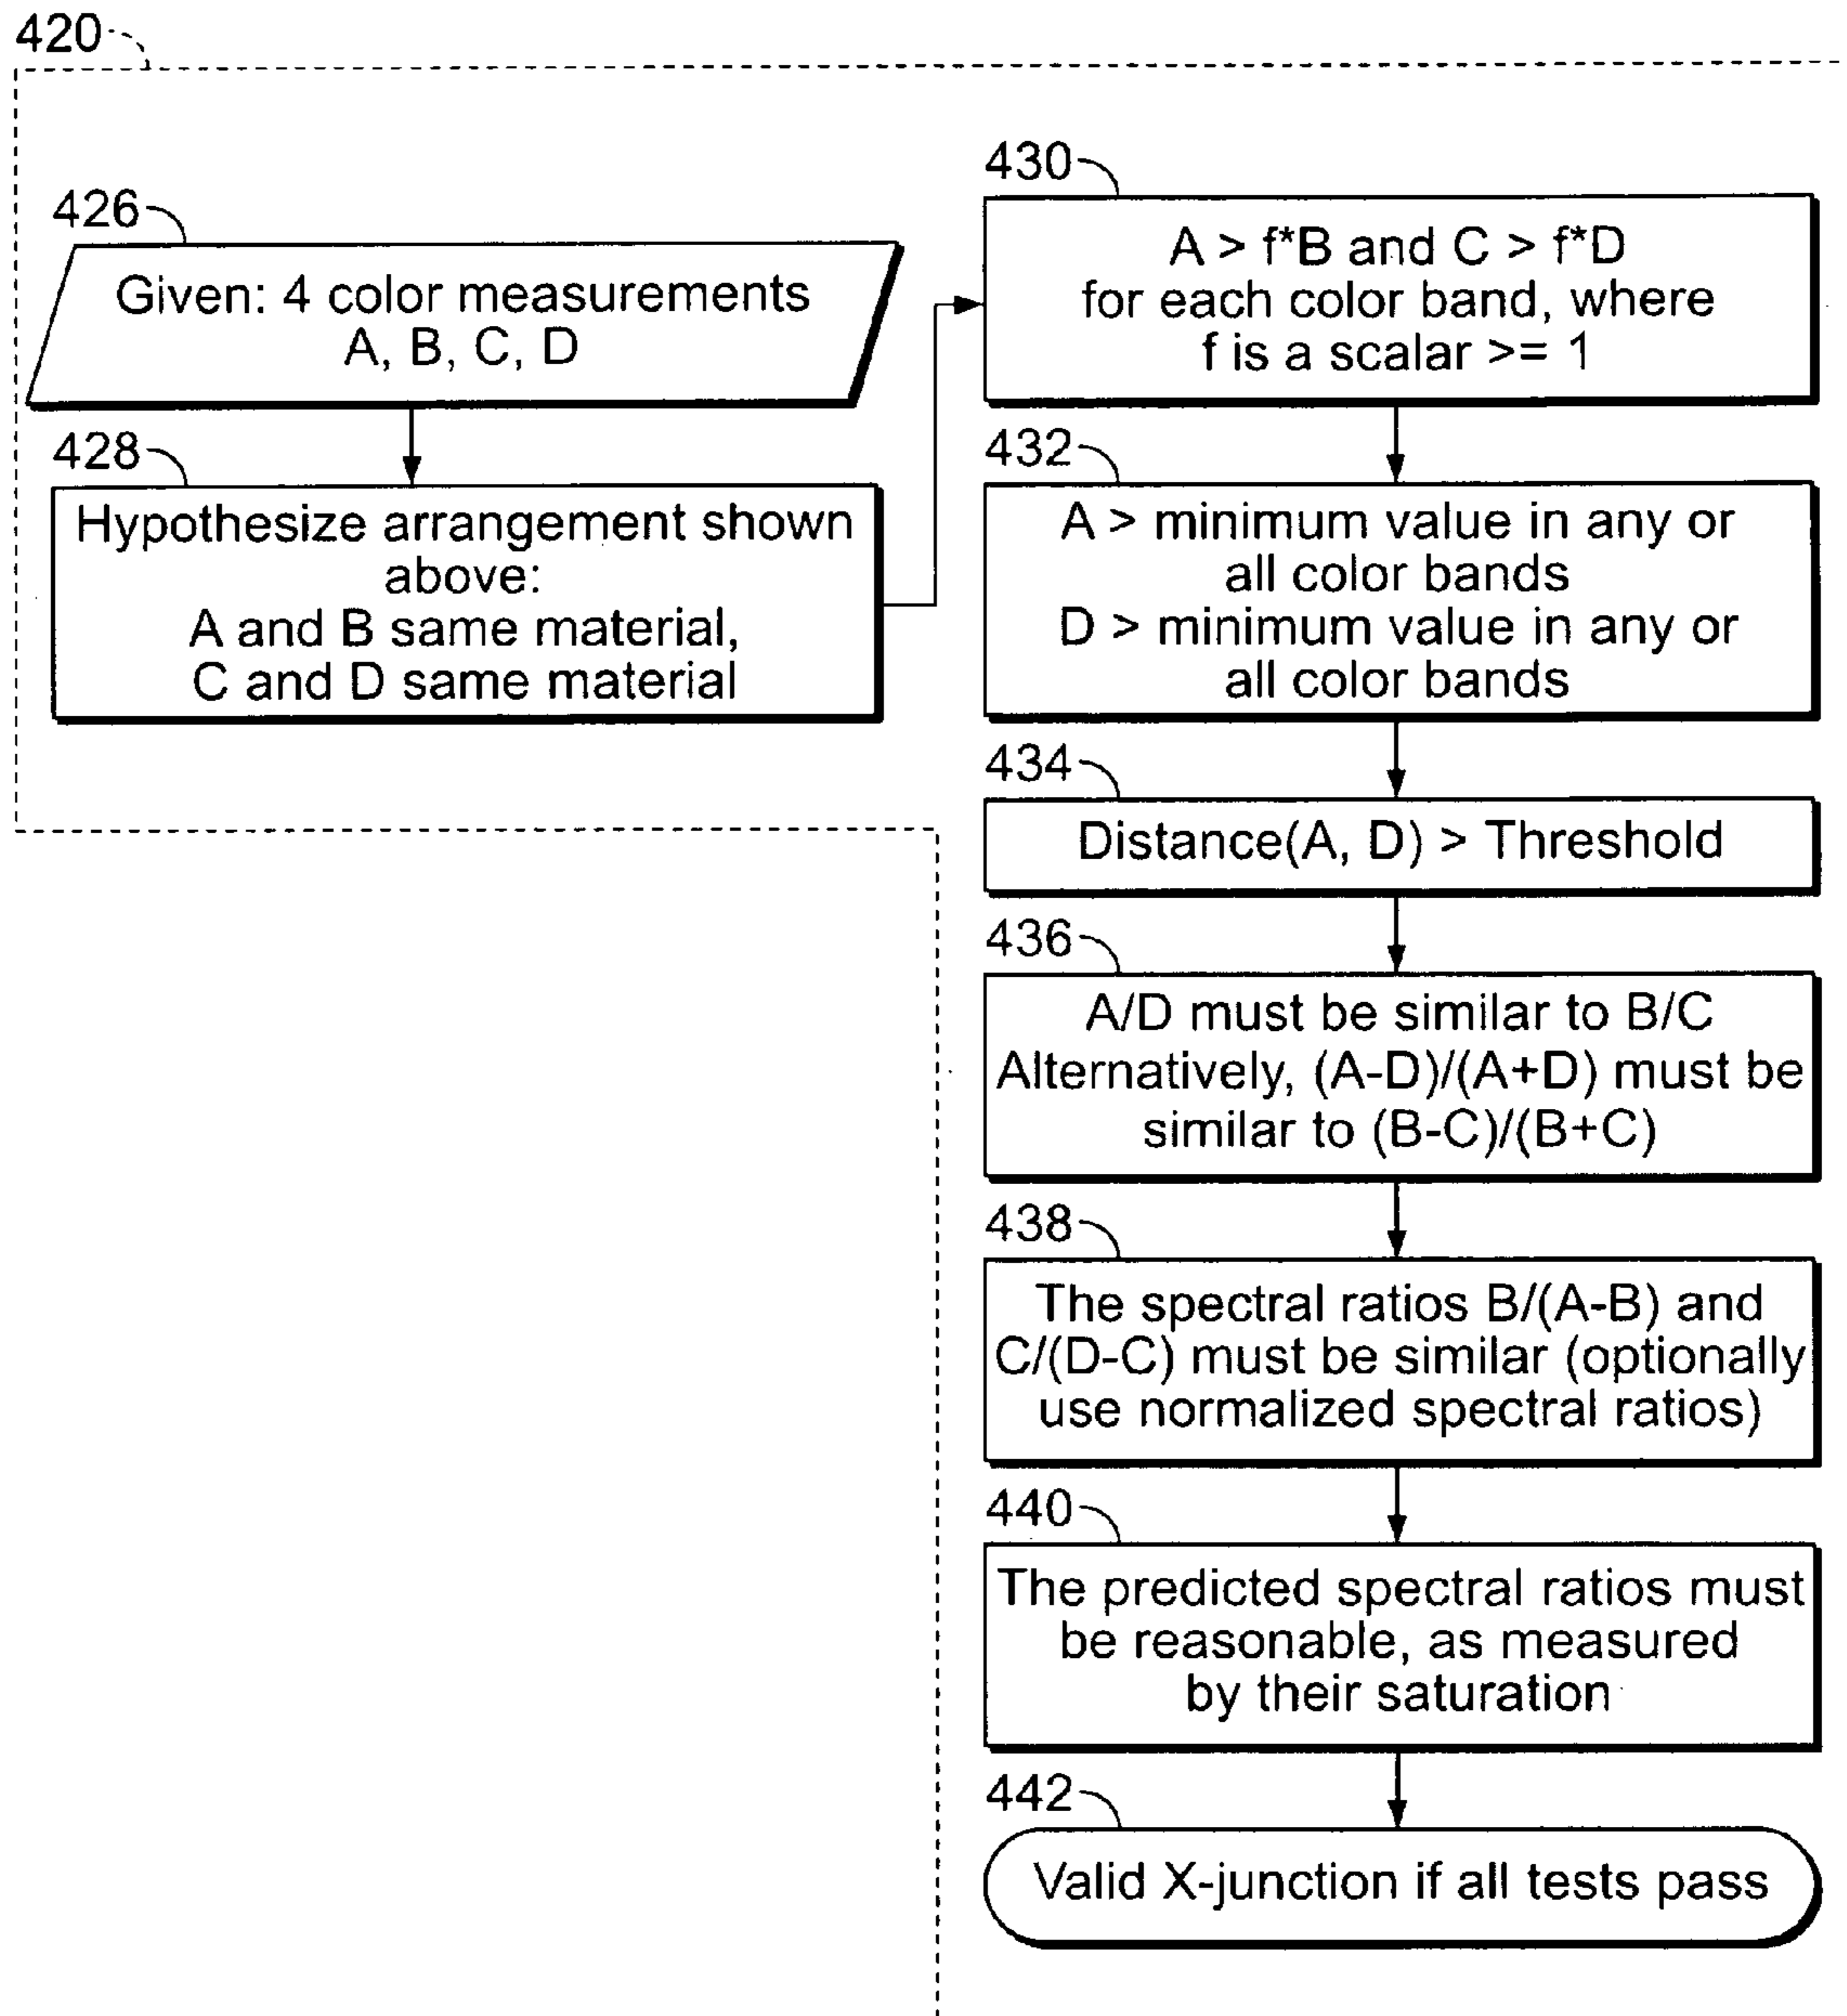 420
426
Given: 4 color measurements
A, B, C, D
428
Hypothesize arrangement shown
above:
A and B same material,
C and D same material
430
A > f*B and C > f*D
for each color band, where
f is a scalar >= 1
432
A > minimum value in any or
all color bands
D > minimum value in any or
all color bands
434
Distance(A, D) > Threshold
436
A/D must be similar to B/C
Alternatively, (A-D)/(A+D) must be
similar to (B-C)/(B+C)
438
The spectral ratios B/(A-B) and
C/(D-C) must be similar (optionally
use normalized spectral ratios)
440
The predicted spectral ratios must
be reasonable, as measured
by their saturation
442
Valid X-junction if all tests pass